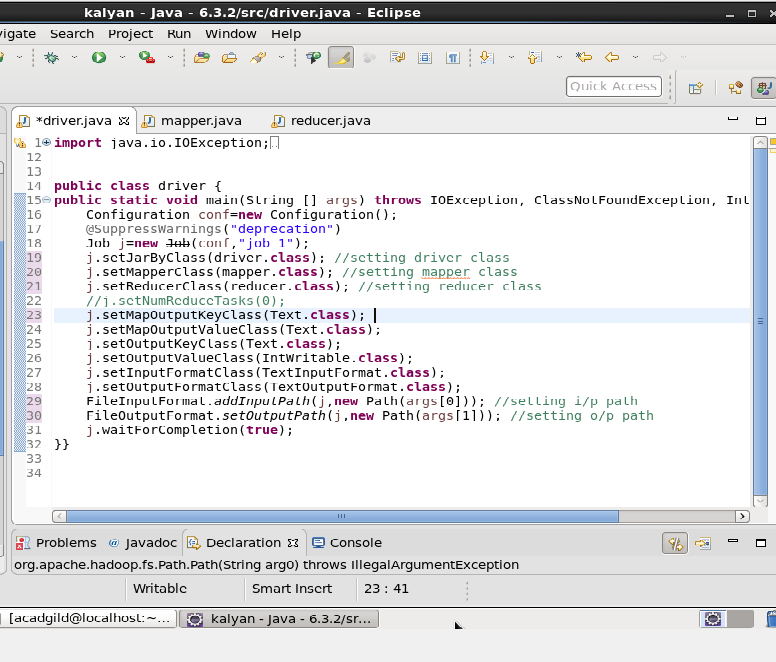 kalyan - Java - 6.3.2/src/driver.java - Eclipse
vigate Search Project Run Window Help
Quick Access
*driver.java mapper.java reducer.java
1 import java.io.IOException;
12
13
14 public class driver {
15 public static void main(String [] args) throws IOException, ClassNotFoundException, Int
16 Configuration conf=new Configuration();
17 @SuppressWarnings("deprecation")
18 Job j=new Job(conf,"job 1");
19 j.setJarByClass(driver.class); //setting driver class
20 j.setMapperClass(mapper.class); //setting mapper class
21 j.setReducerClass(reducer.class); //setting reducer class
22 //j.setNumReduceTasks(0);
23 j.setMapOutputKeyClass(Text.class);
24 j.setMapOutputValueClass(Text.class);
25 j.setOutputKeyClass(Text.class);
26 j.setOutputValueClass(IntWritable.class);
27 j.setInputFormatClass(TextInputFormat.class);
28 j.setOutputFormatClass(TextOutputFormat.class);
29 FileInputFormat.addInputPath(j,new Path(args[0])); //setting i/p path
30 FileOutputFormat.setOutputPath(j,new Path(args[1])); //setting o/p path
31 j.waitForCompletion(true);
32 }}
33
34
Problems @ Javadoc Declaration Console
org.apache.hadoop.fs.Path.Path(String arg0) throws IllegalArgumentException
Writable Smart Insert 23 : 41
[acadgild@localhost:~... kalyan - Java - 6.3.2/sr...